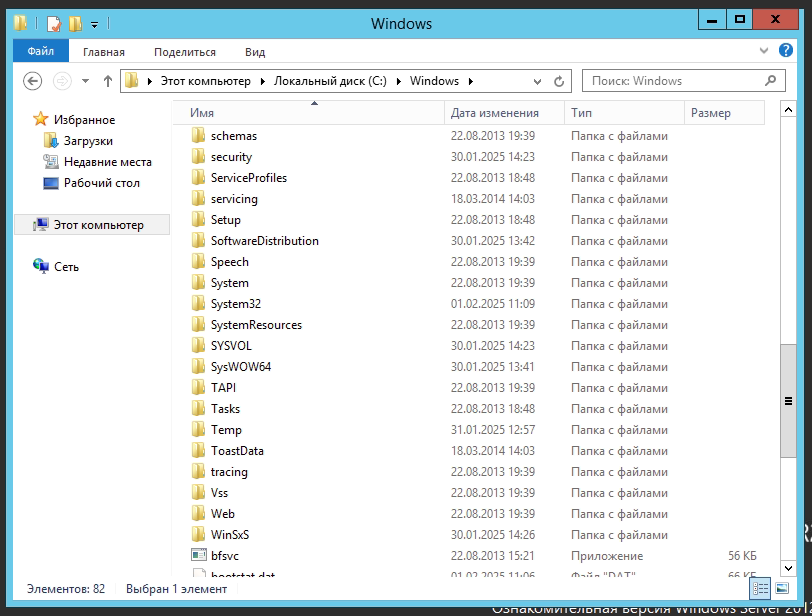 Windows
Файл Главная Поделиться Вид
Этот компьютер Локальный диск (C:) Windows Поиск: Windows
Имя Дата изменения Тип Размер
Избранное
Загрузки
Недавние места
Рабочий стол
Этот компьютер
Сеть
schemas 22.08.2013 19:39 Папка с файлами
security 30.01.2025 14:23 Папка с файлами
ServiceProfiles 22.08.2013 18:48 Папка с файлами
servicing 18.03.2014 14:03 Папка с файлами
Setup 22.08.2013 18:48 Папка с файлами
SoftwareDistribution 30.01.2025 13:42 Папка с файлами
Speech 22.08.2013 19:39 Папка с файлами
System 22.08.2013 19:39 Папка с файлами
System32 01.02.2025 11:09 Папка с файлами
SystemResources 22.08.2013 19:39 Папка с файлами
SYSVOL 30.01.2025 14:23 Папка с файлами
SysWOW64 30.01.2025 13:41 Папка с файлами
TAPI 22.08.2013 19:39 Папка с файлами
Tasks 22.08.2013 18:48 Папка с файлами
Temp 31.01.2025 12:57 Папка с файлами
ToastData 18.03.2014 14:03 Папка с файлами
tracing 22.08.2013 19:39 Папка с файлами
Vss 22.08.2013 19:39 Папка с файлами
Web 22.08.2013 19:39 Папка с файлами
WinSxS 30.01.2025 14:26 Папка с файлами
bfsvc 22.08.2013 15:21 Приложение 56 КБ
bootstat.dat 01.02.2025 11:06 Файл "DAT" 66 КБ
Элементов: 82 Выбран 1 элемент
Ознакомительная версия Windows Server 201